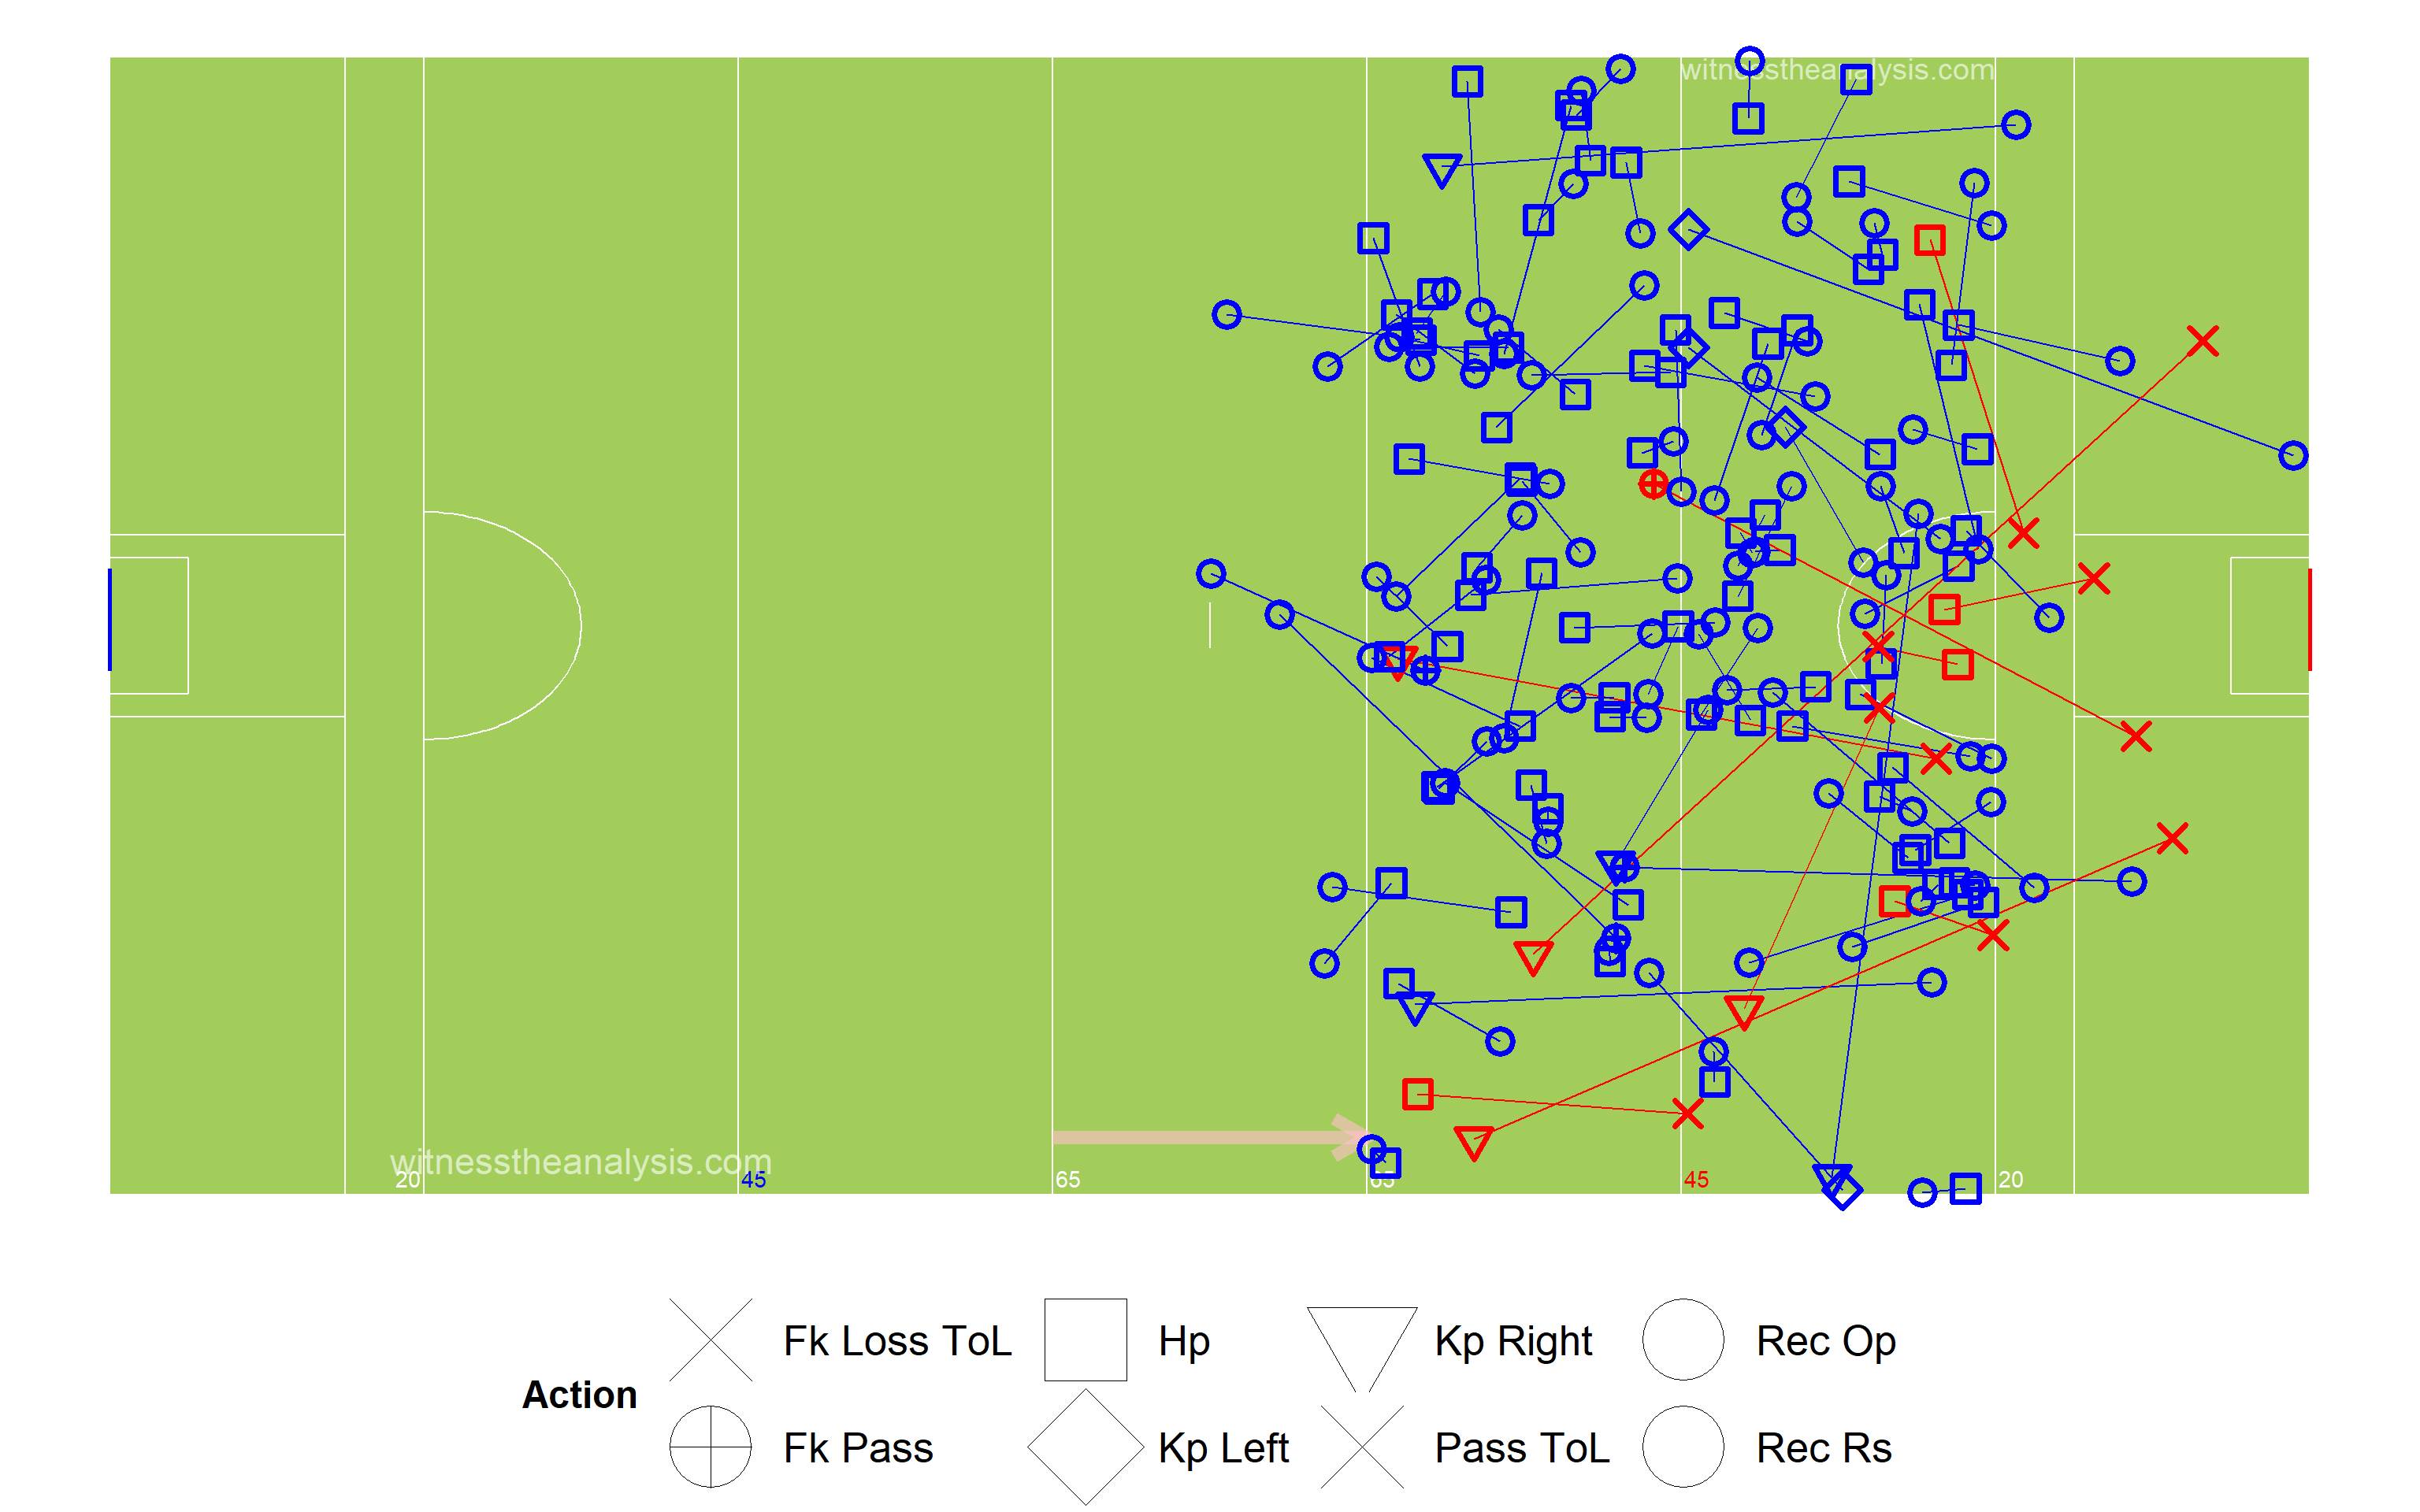 witnesstheanalysis.com
witnesstheanalysis.com
20
45
65
65
45
20
Action
Fk Loss ToL
Hp
Kp Right
Rec Op
Fk Pass
Kp Left
Pass ToL
Rec Rs